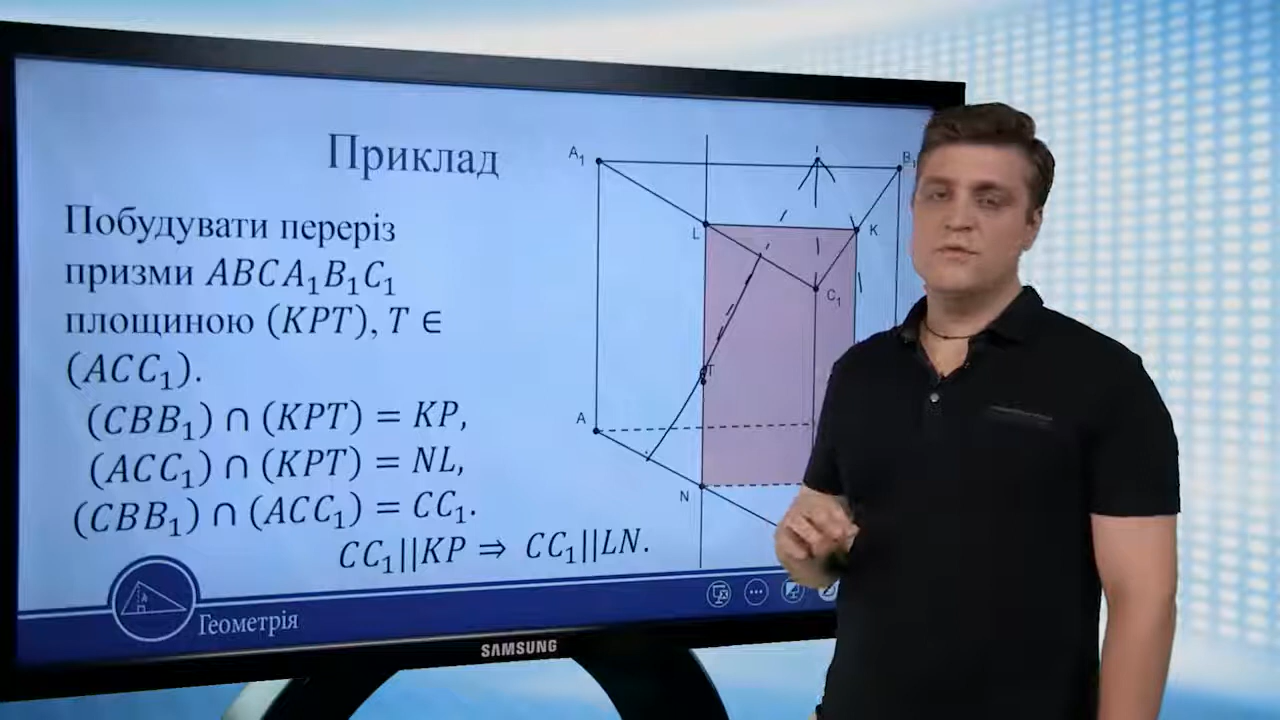 Приклад
Побудувати переріз
призми ABCA₁B₁C₁
площиною (KPT), T ∈
(ACC₁).
(CBB₁) ∩ (KPT) = KP,
(ACC₁) ∩ (KPT) = NL,
(CBB₁) ∩ (ACC₁) = CC₁.
CC₁||KP ⇒ CC₁||LN.
A₁
B₁
L
K
C₁
T
A
N
Геометрія
SAMSUNG